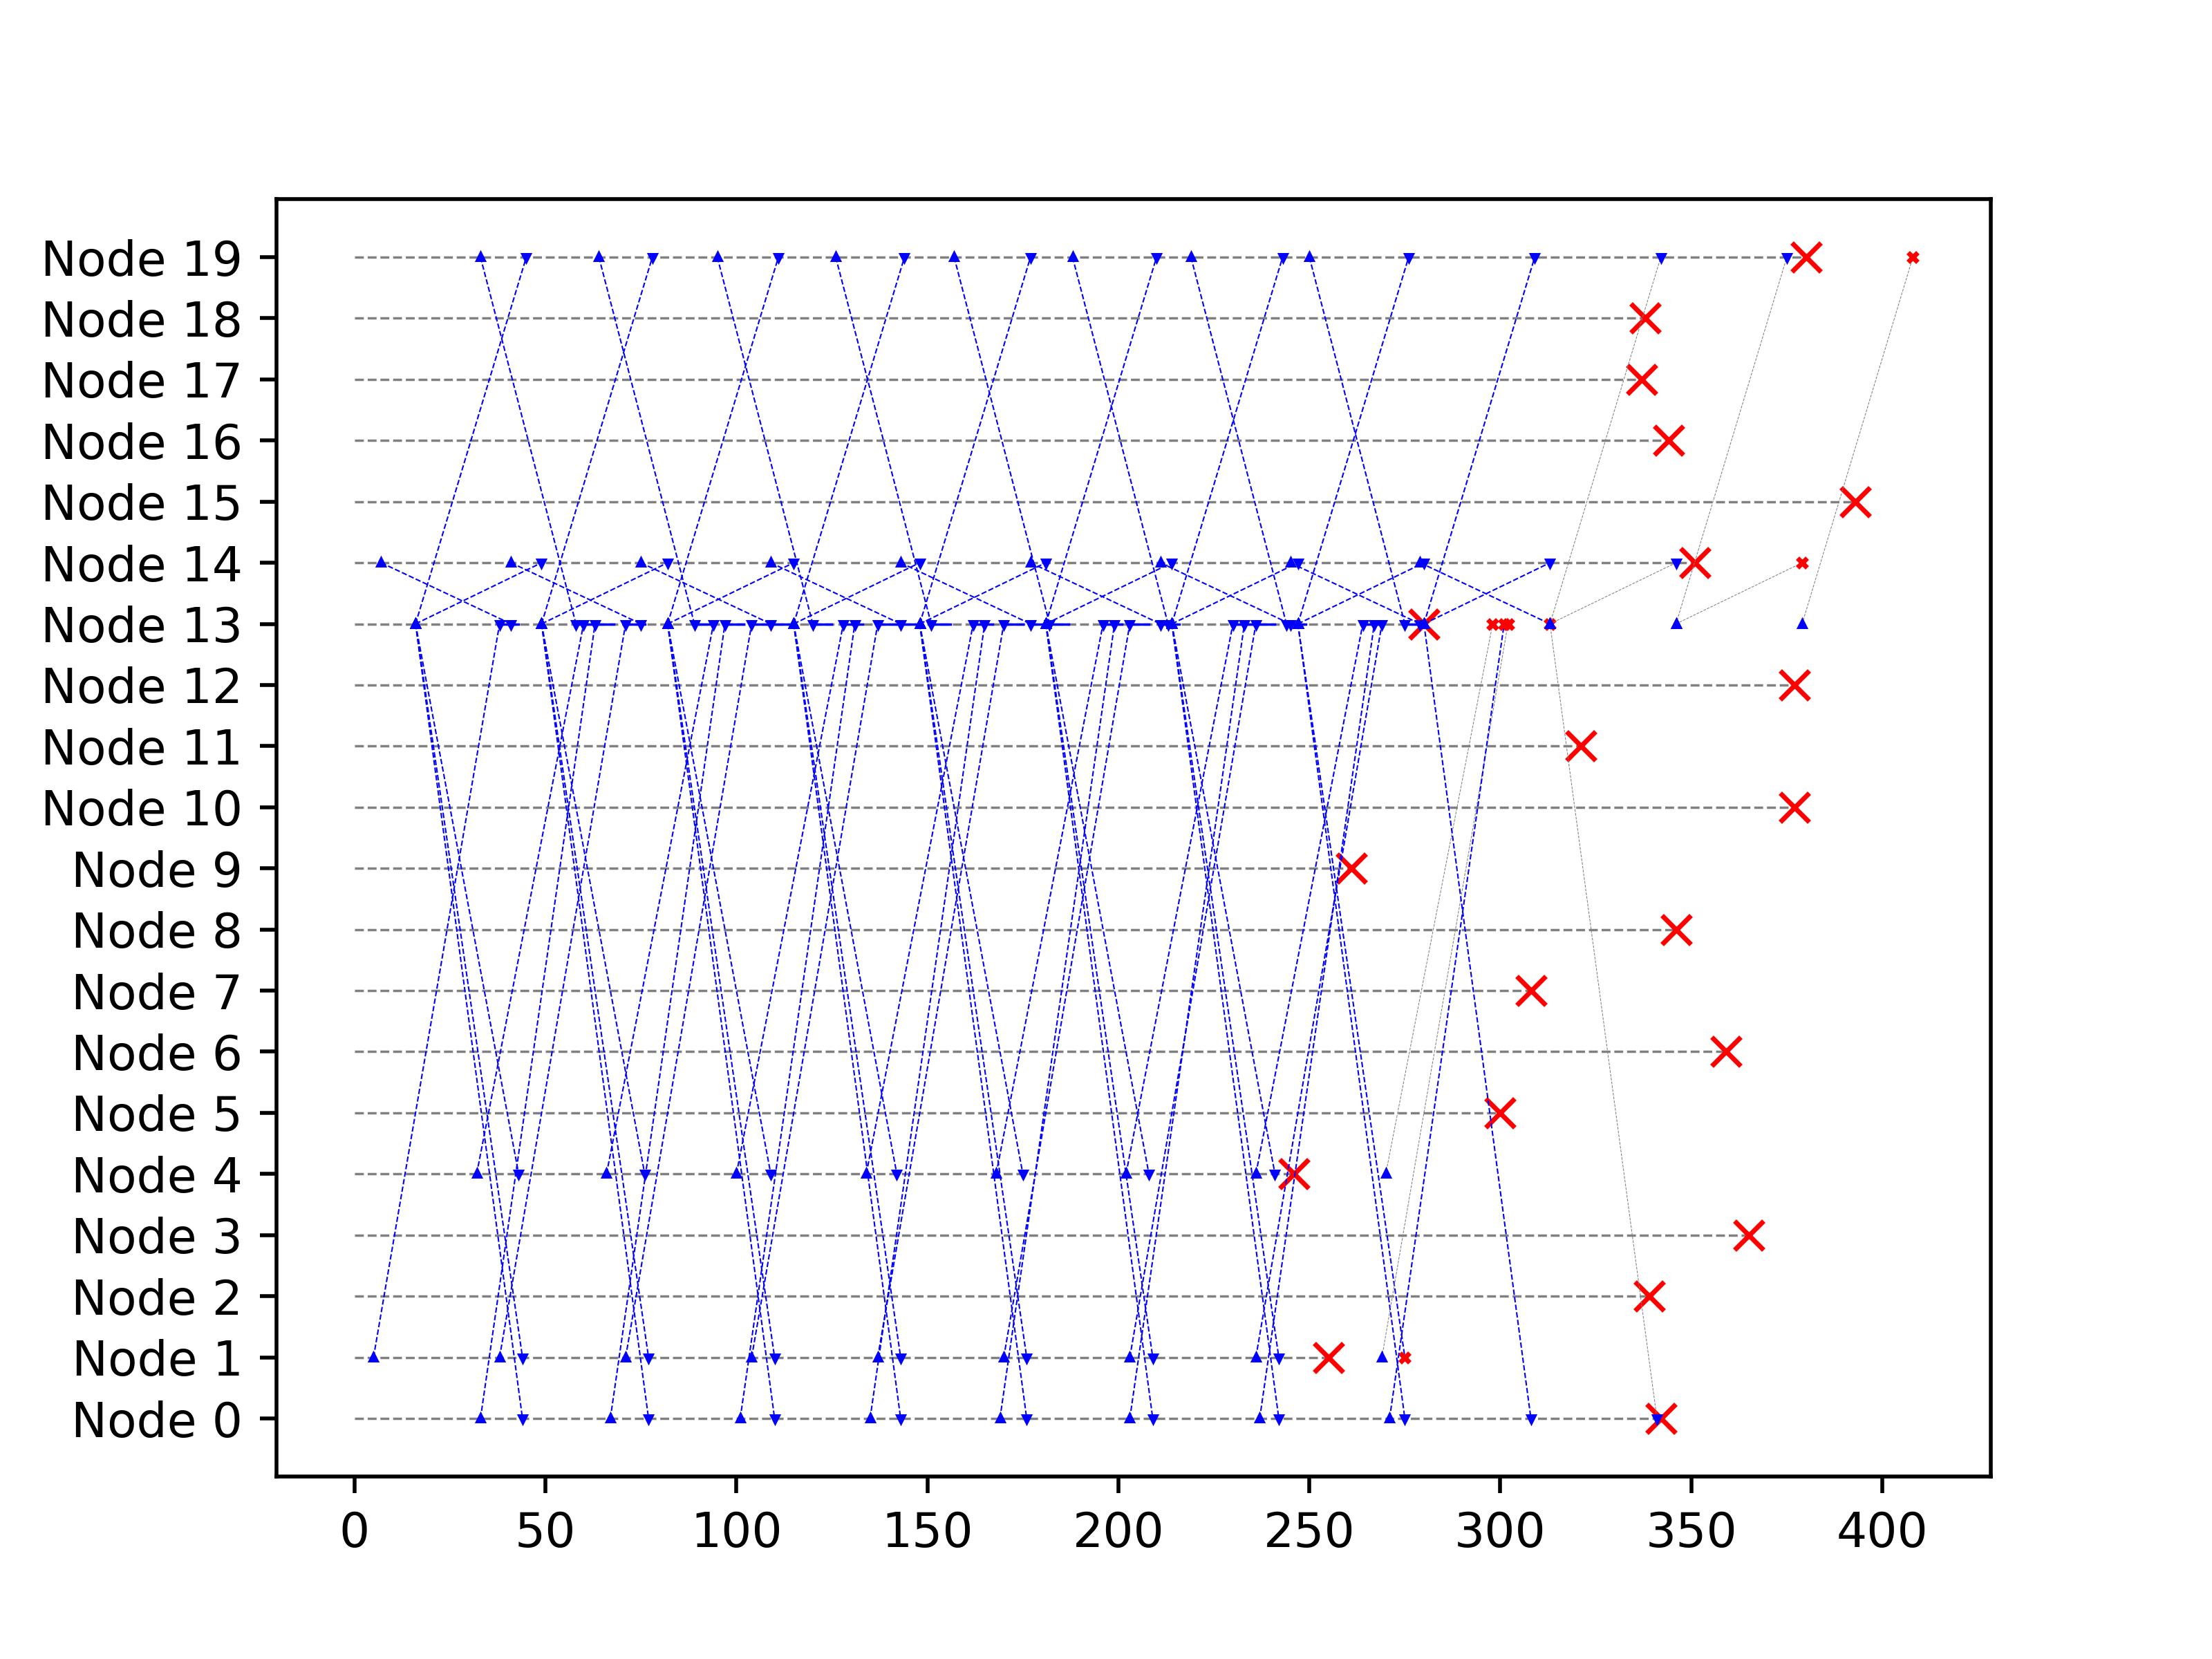 Node 19
Node 18
Node 17
Node 16
Node 15
Node 14
Node 13
Node 12
Node 11
Node 10
Node 9
Node 8
Node 7
Node 6
Node 5
Node 4
Node 3
Node 2
Node 1
Node 0
0 50 100 150 200 250 300 350 400